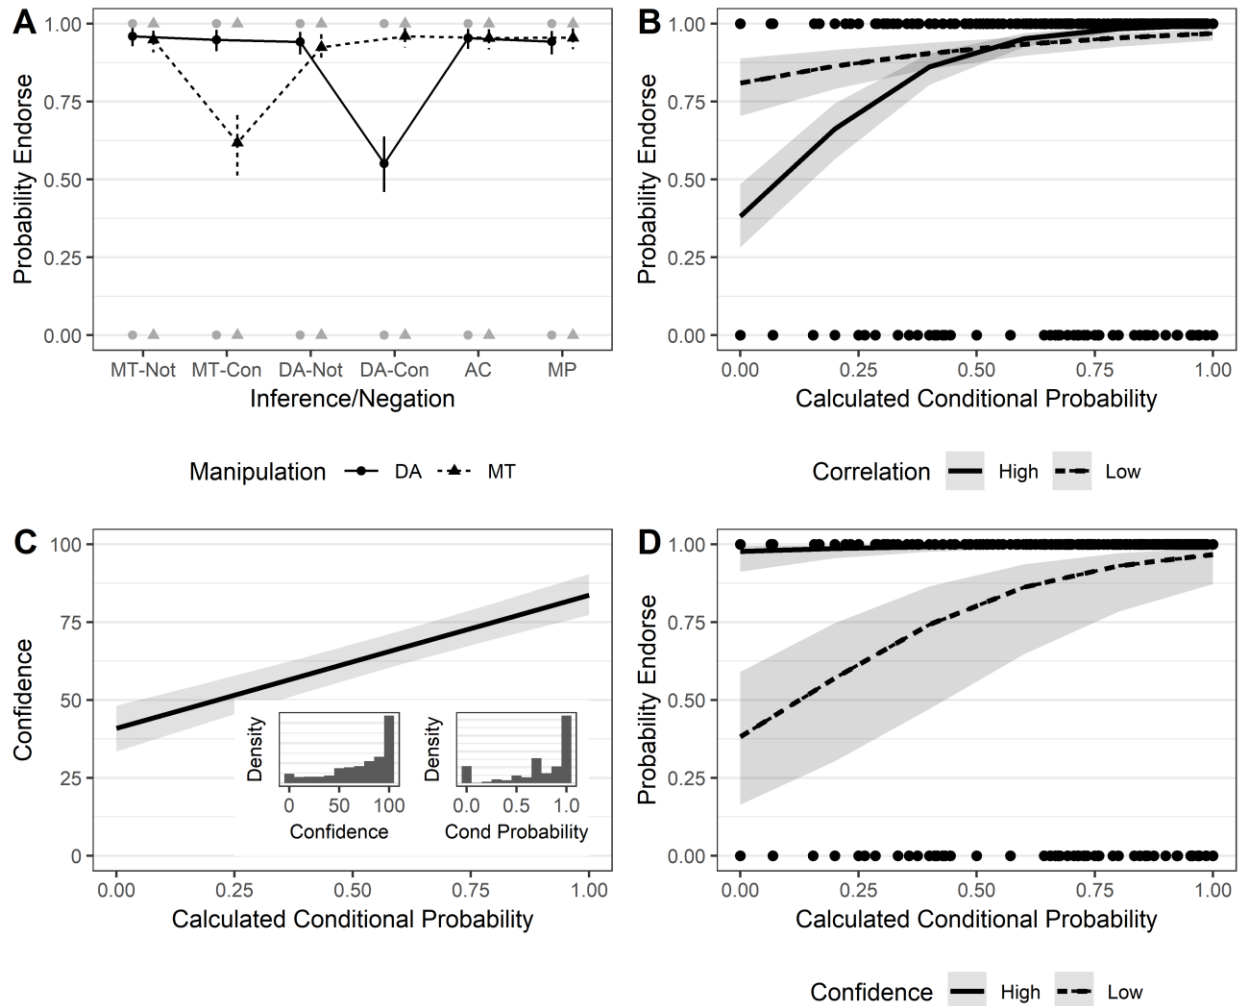 A
Probability Endorse
1.00
0.75
0.50
0.25
0.00
MT-Not MT-Con DA-Not DA-Con AC MP
Inference/Negation
Manipulation DA MT
B
Probability Endorse
1.00
0.75
0.50
0.25
0.00
0.00 0.25 0.50 0.75 1.00
Calculated Conditional Probability
Correlation High Low
C
Confidence
100
75
50
25
0
Density
0 50 100
Confidence
Density
0.0 0.5 1.0
Cond Probability
0.00 0.25 0.50 0.75 1.00
Calculated Conditional Probability
D
Probability Endorse
1.00
0.75
0.50
0.25
0.00
0.00 0.25 0.50 0.75 1.00
Calculated Conditional Probability
Confidence High Low